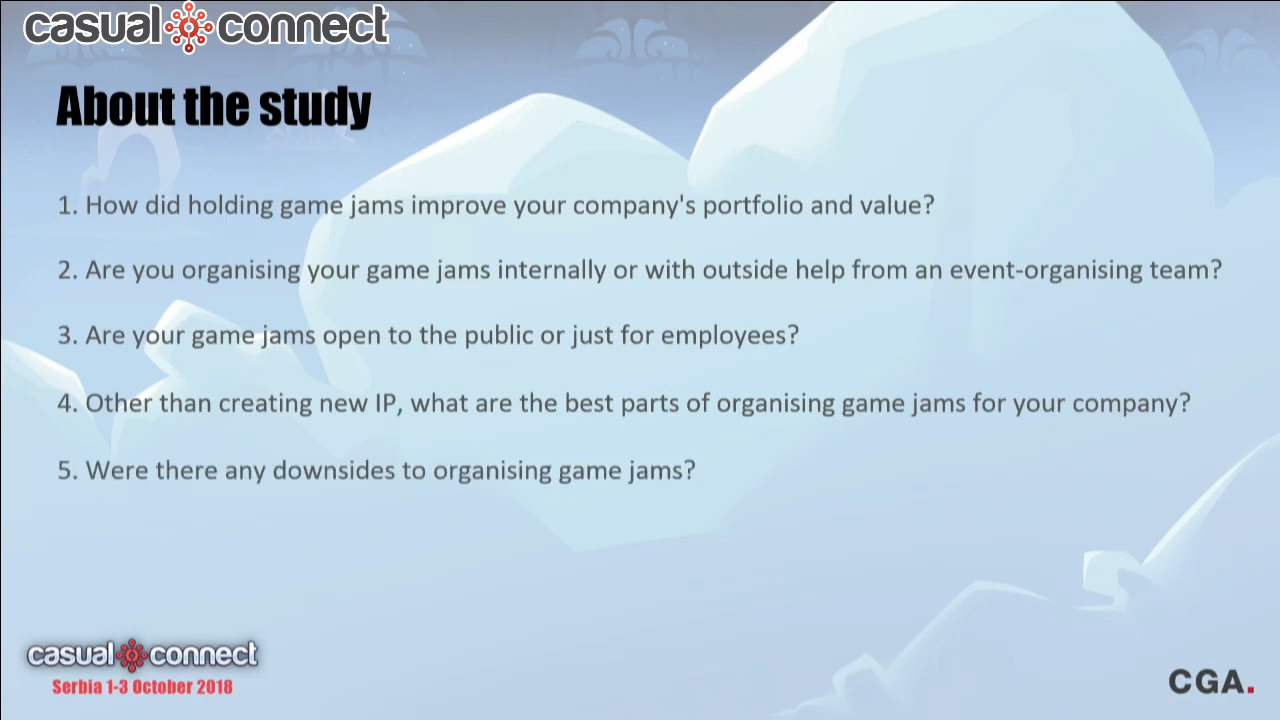 casual connect
About the study
1. How did holding game jams improve your company's portfolio and value?
2. Are you organising your game jams internally or with outside help from an event-organising team?
3. Are your game jams open to the public or just for employees?
4. Other than creating new IP, what are the best parts of organising game jams for your company?
5. Were there any downsides to organising game jams?
casual connect
Serbia 1-3 October 2018
CGA.